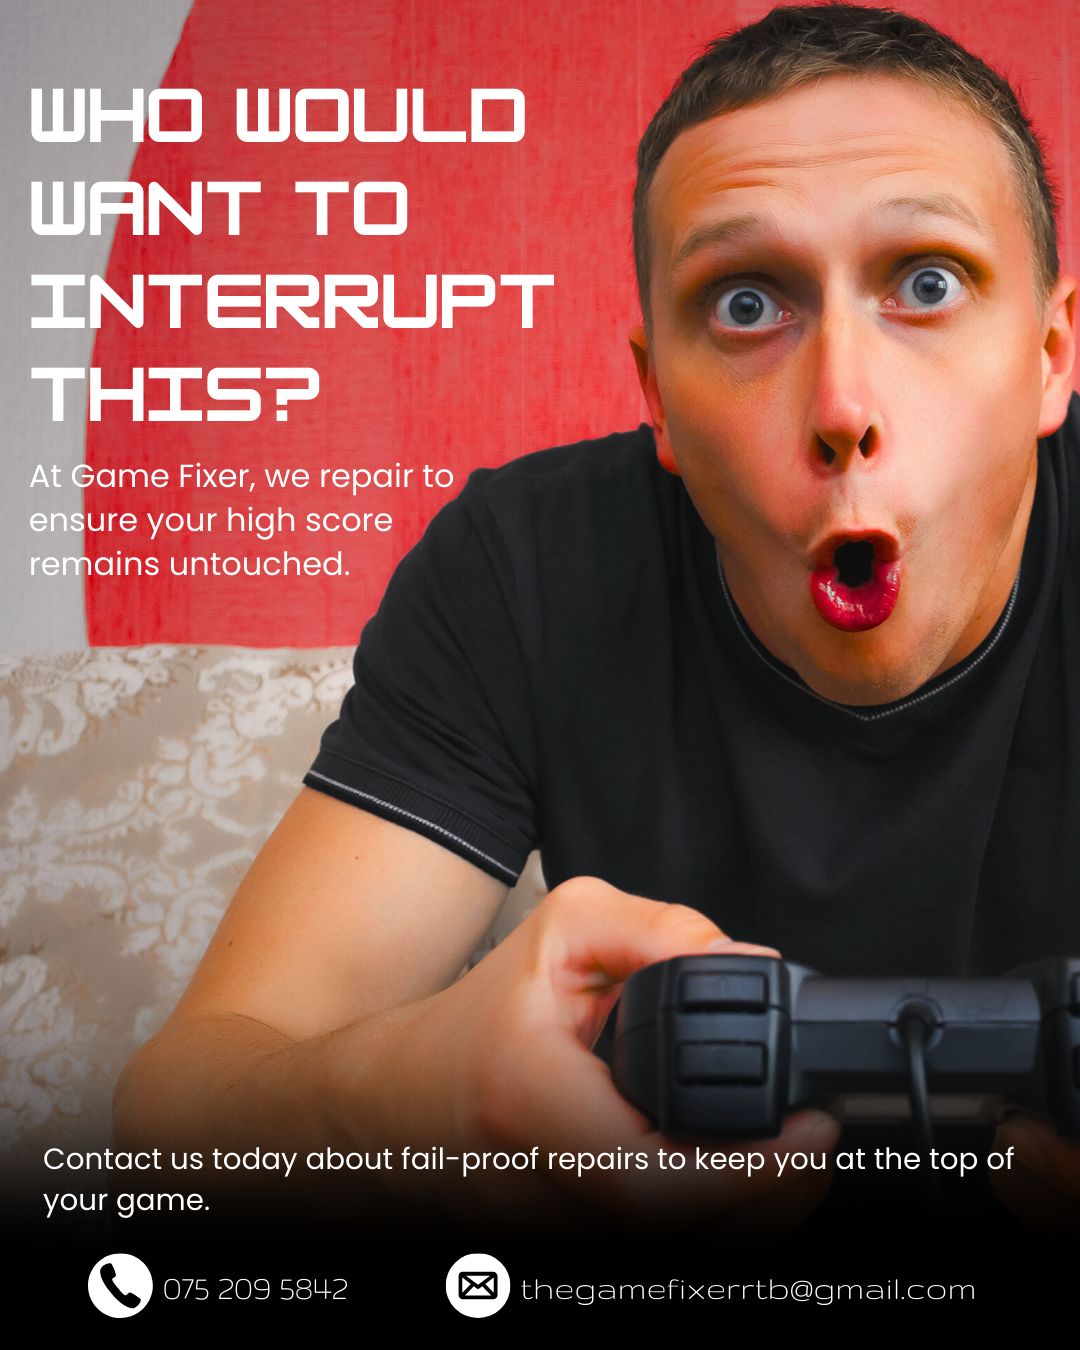 WHO WOULD
WANT TO
INTERRUPT
THIS?
At Game Fixer, we repair to
ensure your high score
remains untouched.
Contact us today about fail-proof repairs to keep you at the top of
your game.
075 209 5842
thegamefixerrtb@gmail.com